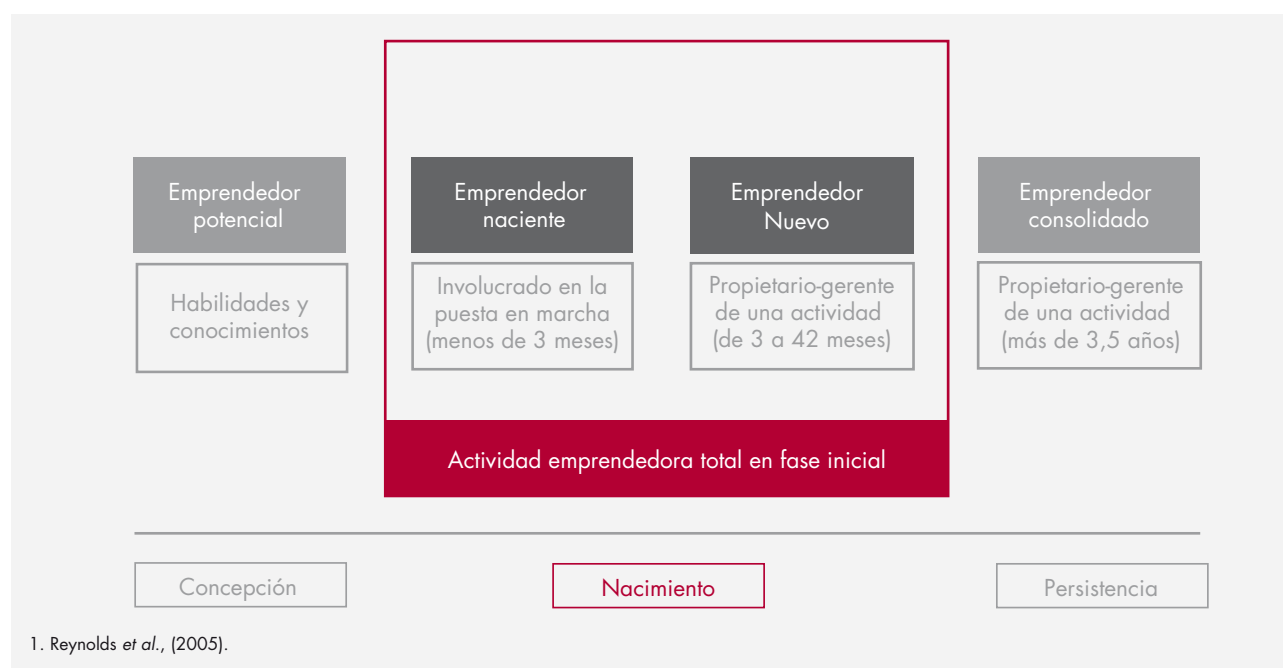 Emprendedor
potencial
Habilidades y
conocimientos
Emprendedor
naciente
Involucrado en la
puesta en marcha
(menos de 3 meses)
Emprendedor
Nuevo
Propietario-gerente
de una actividad
(de 3 a 42 meses)
Emprendedor
consolidado
Propietario-gerente
de una actividad
(más de 3,5 años)
Actividad emprendedora total en fase inicial
Concepción
Nacimiento
Persistencia
1. Reynolds et al., (2005).